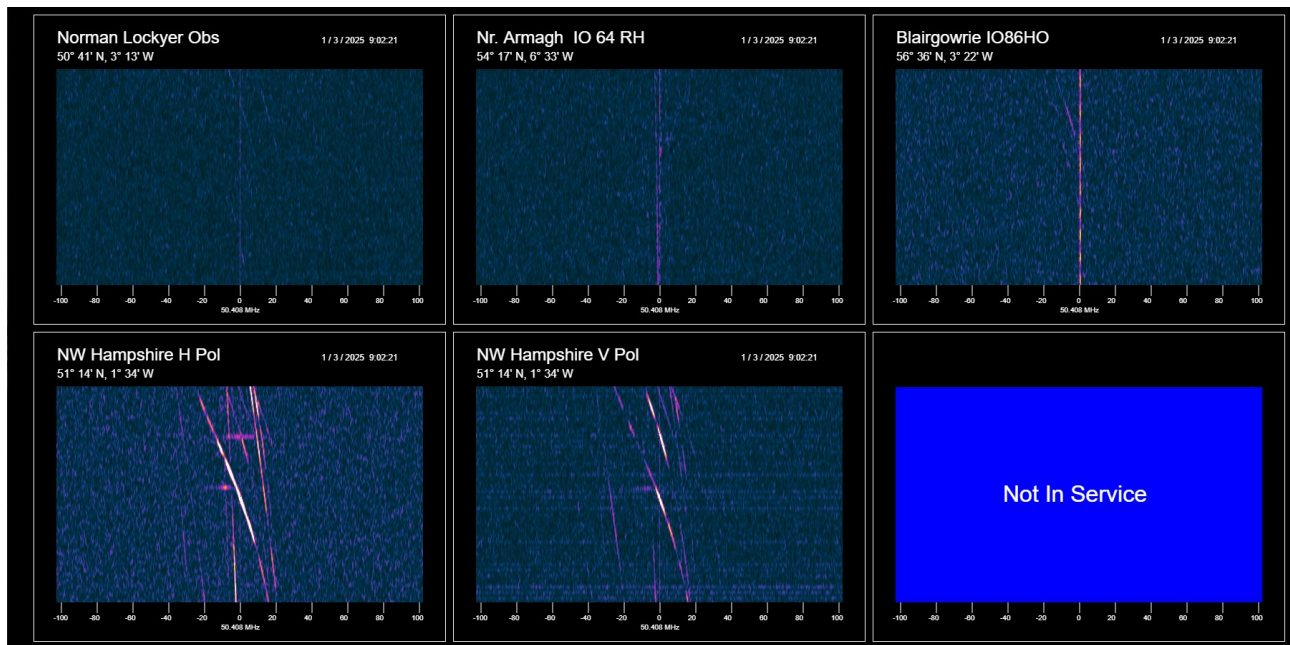 Norman Lockyer Obs 1 / 3 / 2025 9:02:21
50° 41' N, 3° 13' W
-100 -80 -60 -40 -20 0 20 40 60 80 100
50.408 MHz
Nr. Armagh IO 64 RH 1 / 3 / 2025 9:02:21
54° 17' N, 6° 33' W
-100 -80 -60 -40 -20 0 20 40 60 80 100
50.408 MHz
Blairgowrie IO86HO 1 / 3 / 2025 9:02:21
56° 36' N, 3° 22' W
-100 -80 -60 -40 -20 0 20 40 60 80 100
50.408 MHz
NW Hampshire H Pol 1 / 3 / 2025 9:02:21
51° 14' N, 1° 34' W
-100 -80 -60 -40 -20 0 20 40 60 80 100
50.408 MHz
NW Hampshire V Pol 1 / 3 / 2025 9:02:21
51° 14' N, 1° 34' W
-100 -80 -60 -40 -20 0 20 40 60 80 100
50.408 MHz
Not In Service
-100 -80 -60 -40 -20 0 20 40 60 80 100